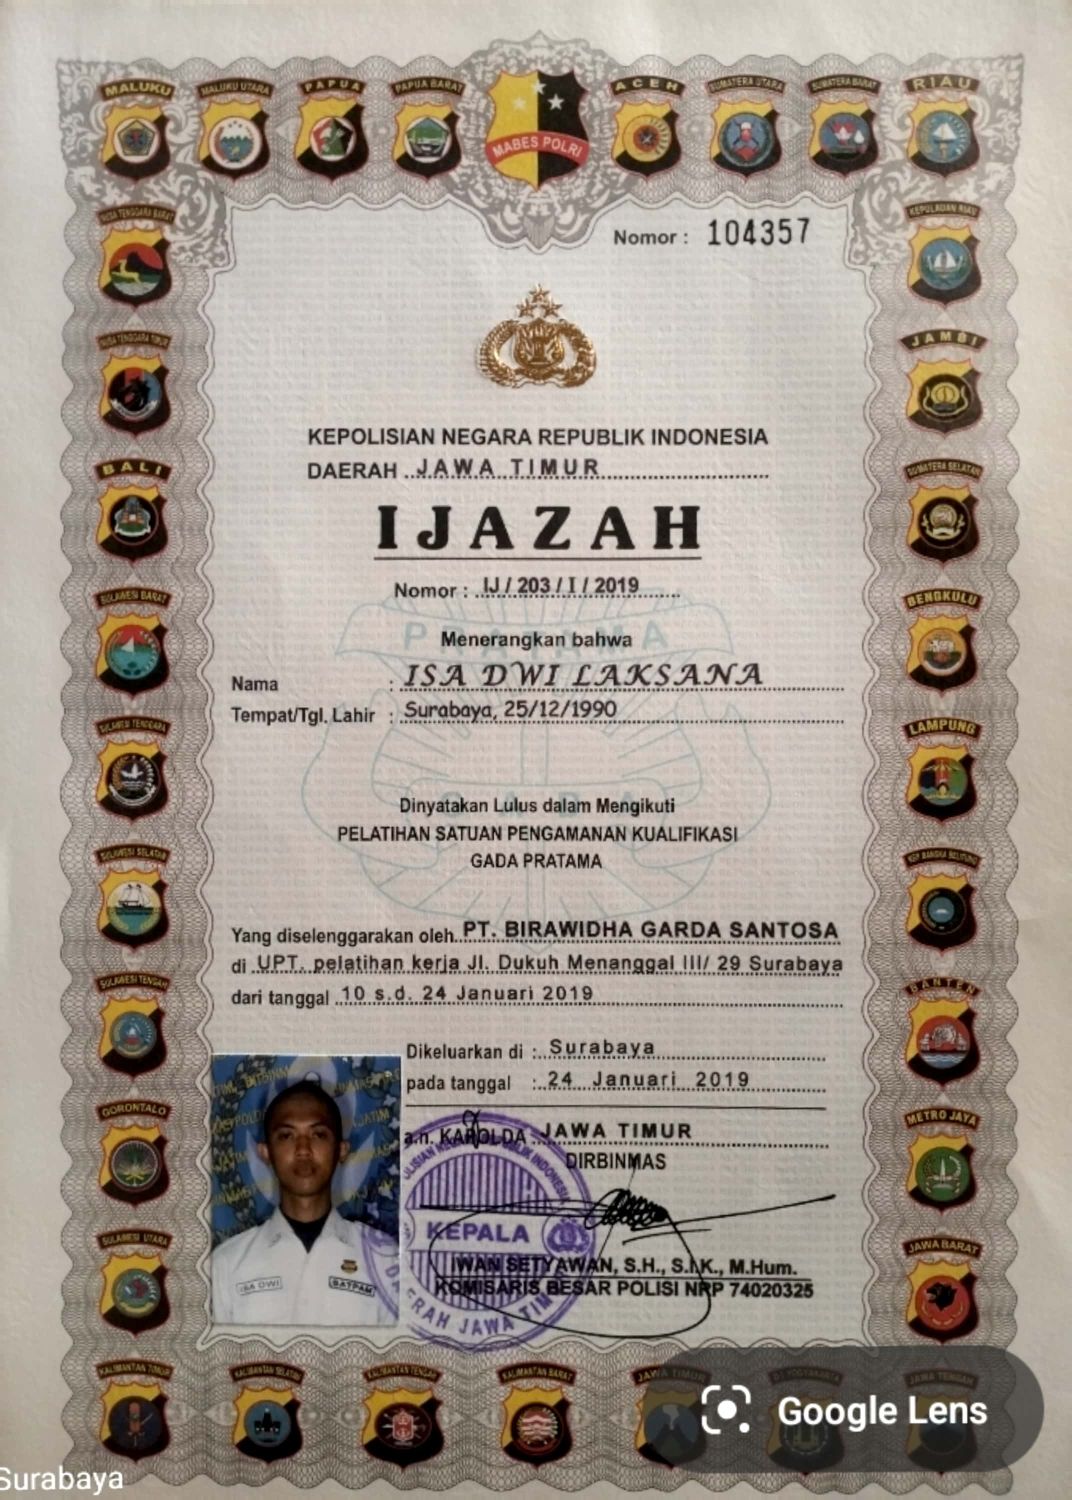 MALUKU
MALUKU UTARA
PAPUA
PAPUA BARAT
MABES POLRI
ACEH
SUMATERA UTARA
SUMATERA BARAT
RIAU
NUSA TENGGARA BARAT
KEPULAUAN RIAU
Nomor : 104357
NUSA TENGGARA TIMUR
JAMBI
KEPOLISIAN NEGARA REPUBLIK INDONESIA
DAERAH JAWA TIMUR
BALI
SUMATERA SELATAN
IJAZAH
Nomor : IJ / 203 / I / 2019
SULAWESI BARAT
BENGKULU
PRATAMA
Menerangkan bahwa
Nama : ISA DWI LAKSANA
Tempat/Tgl. Lahir : Surabaya, 25/12/1990
SULAWESI TENGGARA
LAMPUNG
GADA
Dinyatakan Lulus dalam Mengikuti
PELATIHAN SATUAN PENGAMANAN KUALIFIKASI
GADA PRATAMA
SULAWESI SELATAN
KEP BANGKA BELITUNG
Yang diselenggarakan oleh PT. BIRAWIDHA GARDA SANTOSA
di UPT. pelatihan kerja Jl. Dukuh Menanggal III/ 29 Surabaya
dari tanggal 10 s.d. 24 Januari 2019
SULAWESI TENGAH
BANTEN
Dikeluarkan di : Surabaya
pada tanggal : 24 Januari 2019
GORONTALO
METRO JAYA
a.n. KAPOLDA JAWA TIMUR
DIRBINMAS
KEPALA
DAERAH JAWA TIM
IWAN SETYAWAN, S.H., S.I.K., M.Hum.
KOMISARIS BESAR POLISI NRP 74020325
ISA DWI
SATPAM
SULAWESI UTARA
JAWA BARAT
KALIMANTAN TIMUR
KALIMANTAN SELATAN
KALIMANTAN TENGAH
KALIMANTAN BARAT
JAWA TIMUR
DI YOGYAKARTA
JAWA TENGAH
Google Lens
Surabaya